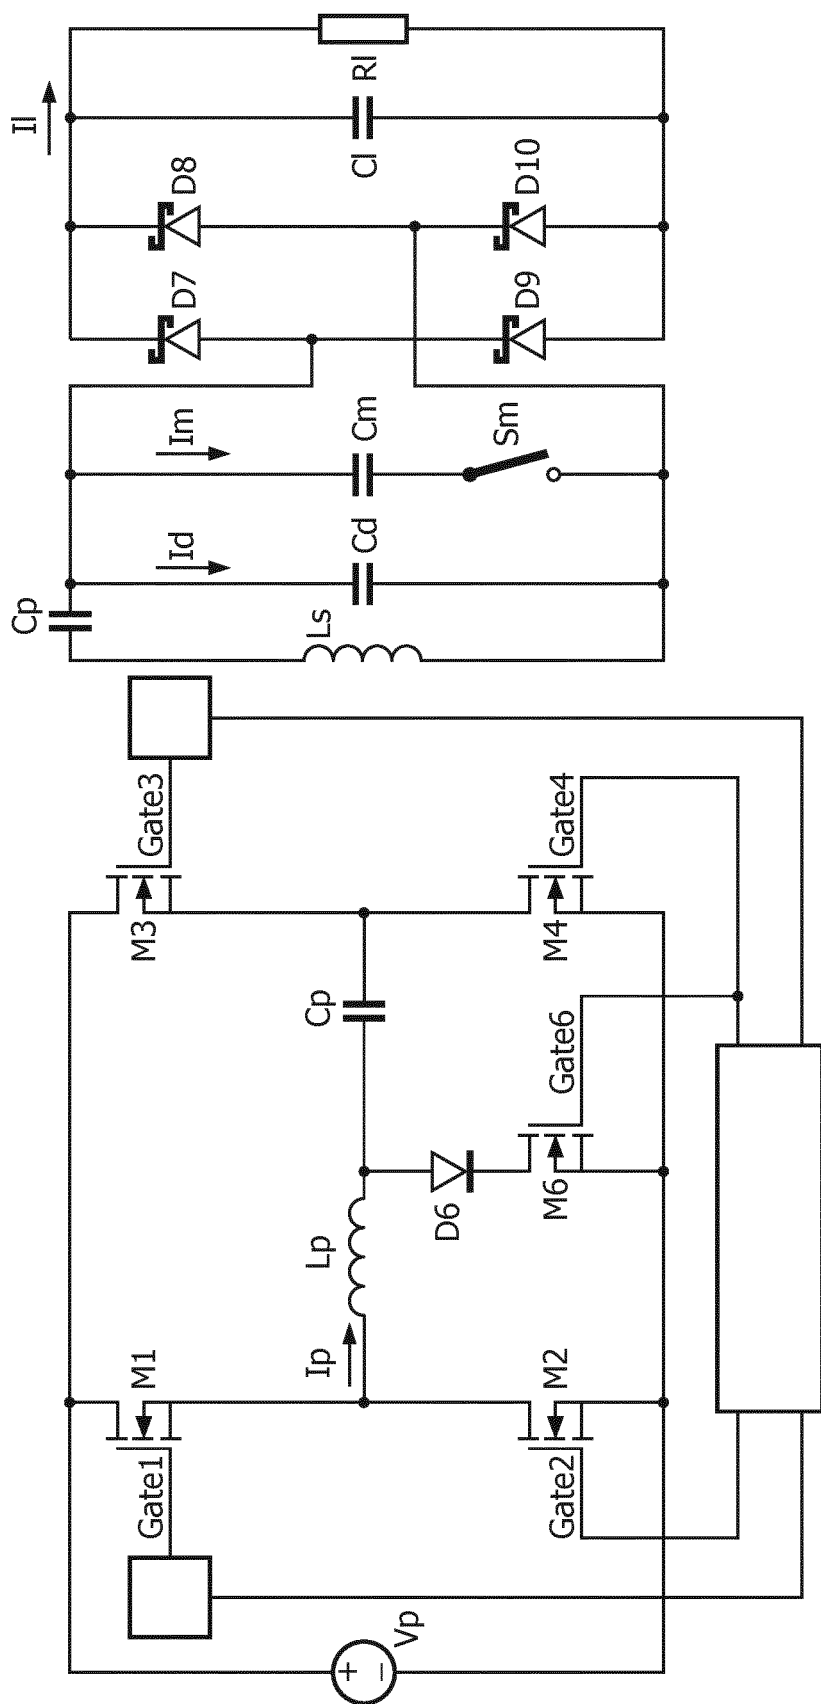 Vp
+
−
Gate1
M1
Gate2
M2
Ip
Lp
D6
M6
Gate6
Cp
M3
Gate3
M4
Gate4
Ls
Cp
Id
Cd
Im
Cm
Sm
D7
D9
D8
D10
Il
Cl
Rl